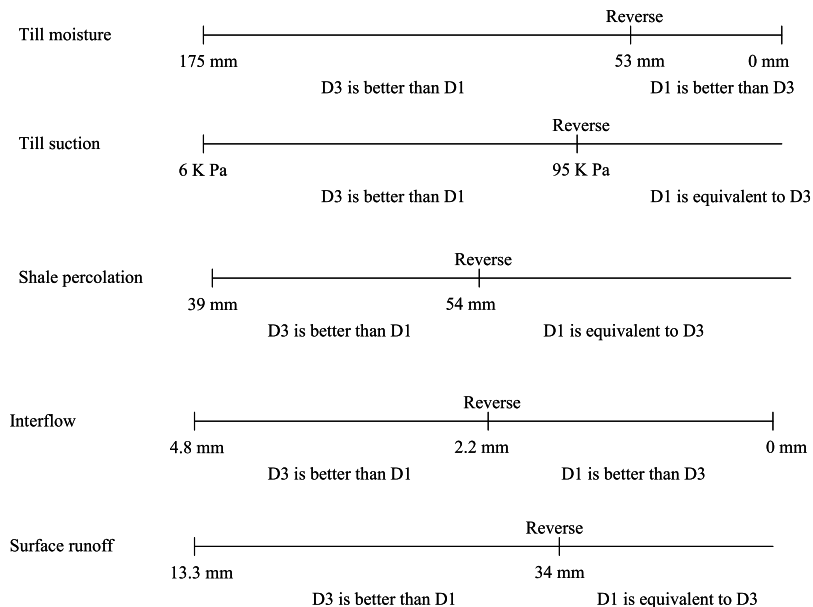 Reverse
Till moisture
175 mm 53 mm 0 mm
D3 is better than D1 D1 is better than D3
Reverse
Till suction
6 K Pa 95 K Pa
D3 is better than D1 D1 is equivalent to D3
Reverse
Shale percolation
39 mm 54 mm
D3 is better than D1 D1 is equivalent to D3
Reverse
Interflow
4.8 mm 2.2 mm 0 mm
D3 is better than D1 D1 is better than D3
Reverse
Surface runoff
13.3 mm 34 mm
D3 is better than D1 D1 is equivalent to D3